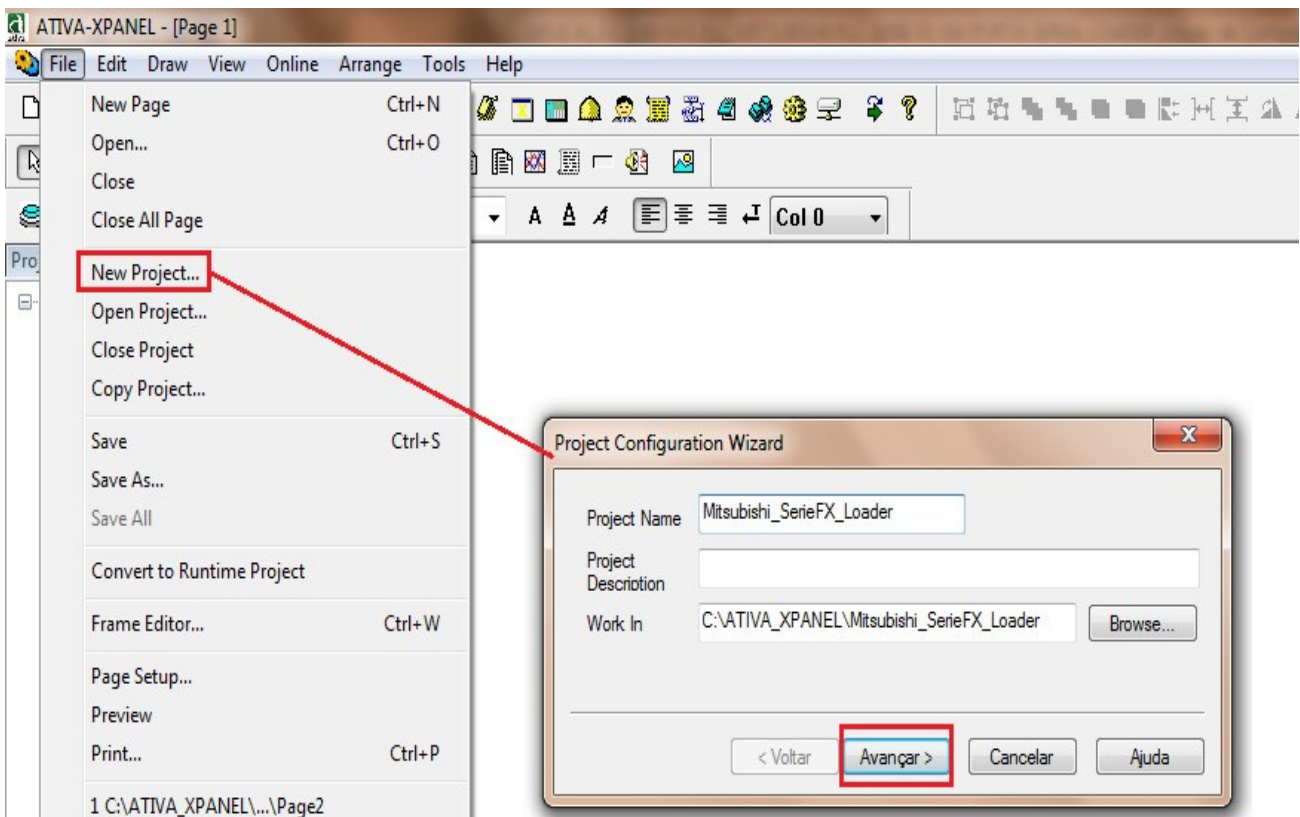 ATIVA-XPANEL - [Page 1]
File Edit Draw View Online Arrange Tools Help
New Page Ctrl+N
Open... Ctrl+O
Close
Close All Page
A A A Col 0
Proj
New Project...
Open Project...
Close Project
Copy Project...
Save Ctrl+S
Save As...
Save All
Convert to Runtime Project
Frame Editor... Ctrl+W
Page Setup...
Preview
Print... Ctrl+P
1 C:\ATIVA_XPANEL\...\Page2
Project Configuration Wizard
Project Name Mitsubishi_SerieFX_Loader
Project
Description
Work In C:\ATIVA_XPANEL\Mitsubishi_SerieFX_Loader Browse...
< Voltar Avançar > Cancelar Ajuda